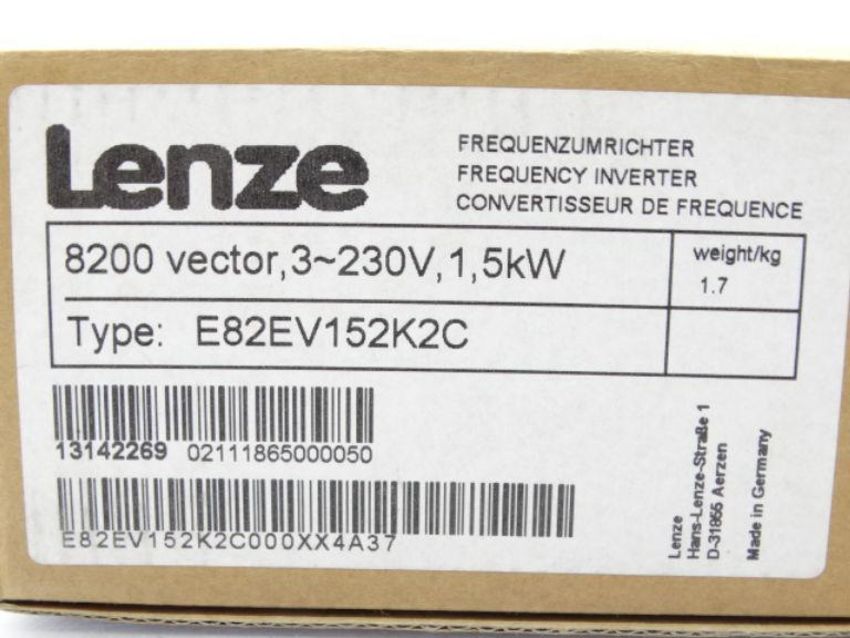 Lenze
FREQUENZUMRICHTER
FREQUENCY INVERTER
CONVERTISSEUR DE FREQUENCE
8200 vector,3~230V,1,5kW
weight/kg
1.7
Type: E82EV152K2C
13142269 02111865000050
E82EV152K2C000XX4A37
Lenze
Hans-Lenze-Straße 1
D-31855 Aerzen
Made in Germany